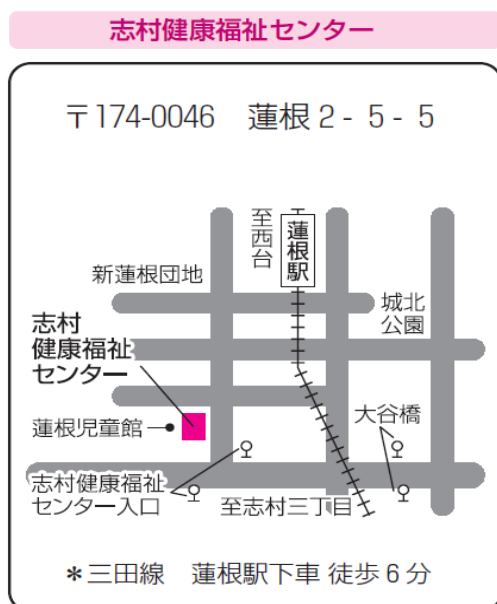 志村健康福祉センター
〒174-0046　蓮根 2 - 5 - 5
至西台
蓮根駅
新蓮根団地
城北
公園
志村
健康福祉
センター
大谷橋
蓮根児童館
志村健康福祉
センター入口
至志村三丁目
＊三田線　蓮根駅下車 徒歩 6 分